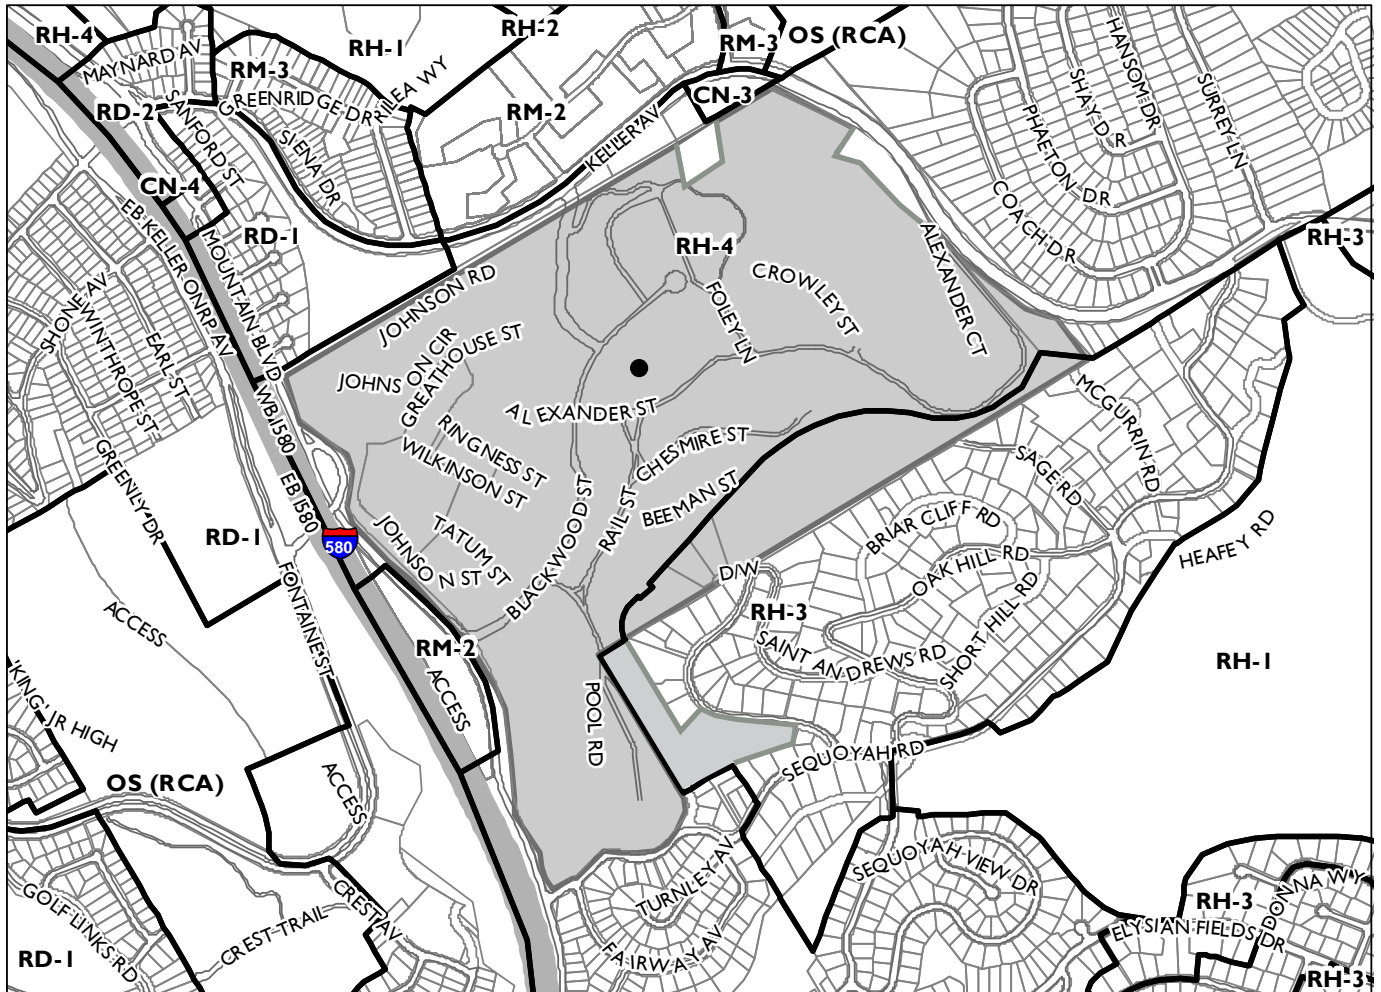 RH-4
RH-1
RH-2
RM-3
OS (RCA)
MAYNARD AV
RM-3
RILEA WY
CN-3
RD-2
GREENRIDGE DR
RM-2
KELLER AV
HANSOM DR
SHAY DR
SURREY LN
PHAETON DR
SANFORD ST
SIENA DR
CN-4
COACH DR
EB KELLER ONRP AV
MOUNTAIN BLVD
RD-1
RH-4
ALEXANDER CT
RH-3
JOHNSON RD
CROWLEY ST
FOLEY LN
SHONE AV
WINTHROPE ST
EARL ST
JOHNSON CIR
GREATHOUSE ST
WB I580
ALEXANDER ST
MCGURRIN RD
RINGNESS ST
WILKINSON ST
CHESMIRE ST
SAGE RD
GREENLY DR
EB I580
BEEMAN ST
BRIAR CLIFF RD
RAIL ST
TATUM ST
JOHNSON ST
BLACKWOOD ST
RD-1
580
HEAFEY RD
OAK HILL RD
D/W
FONTAINE ST
ACCESS
RH-3
SHORT HILL RD
SAINT ANDREWS RD
RM-2
ACCESS
RH-1
'KING' JR HIGH
POOL RD
SEQUOYAH RD
OS (RCA)
ACCESS
SEQUOYAH VIEW DR
TURNLEY AV
GOLF LINKS RD
CREST AV
CREST TRAIL
DONNA WY
RH-3
ELYSIAN FIELDS DR
FAIRWAY AV
RD-1
RH-3